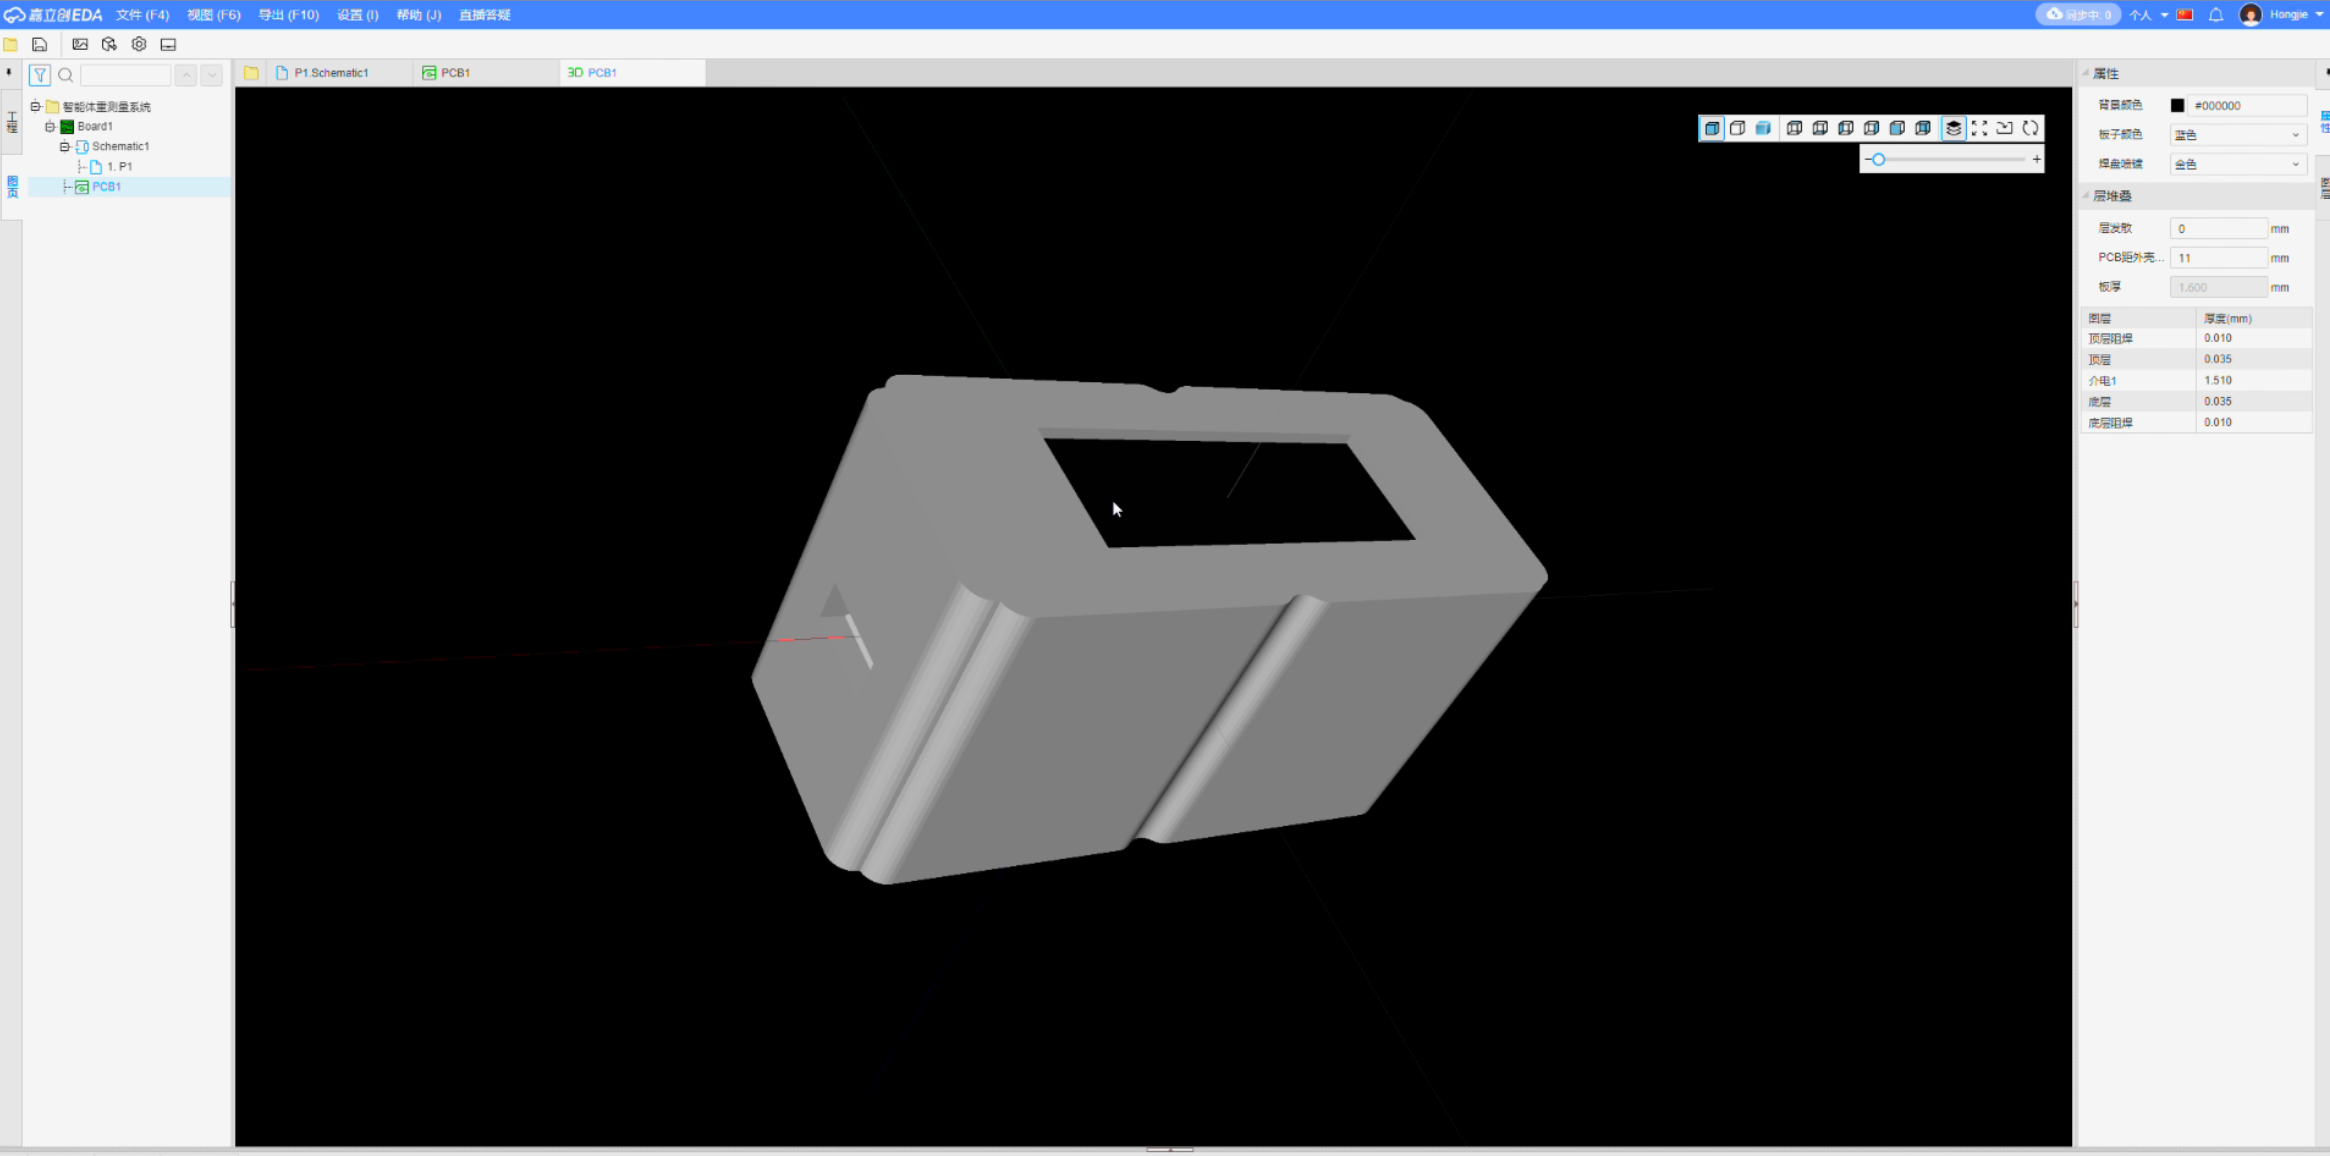 嘉立创EDA 文件 (F4) 视图 (F6) 导出 (F10) 设置 (I) 帮助 (J) 直播答疑 同步中: 0 个人 Hongjie
P1.Schematic1 PCB1 3D PCB1
工程
图页
智能体重测量系统
Board1
Schematic1
1. P1
PCB1
属性
背景颜色 #000000
板子颜色 蓝色
焊盘喷镀 金色
层堆叠
层发散 0 mm
PCB距外壳... 11 mm
板厚 1.600 mm
图层 厚度(mm)
顶层阻焊 0.010
顶层 0.035
介电1 1.510
底层 0.035
底层阻焊 0.010
属性
图层